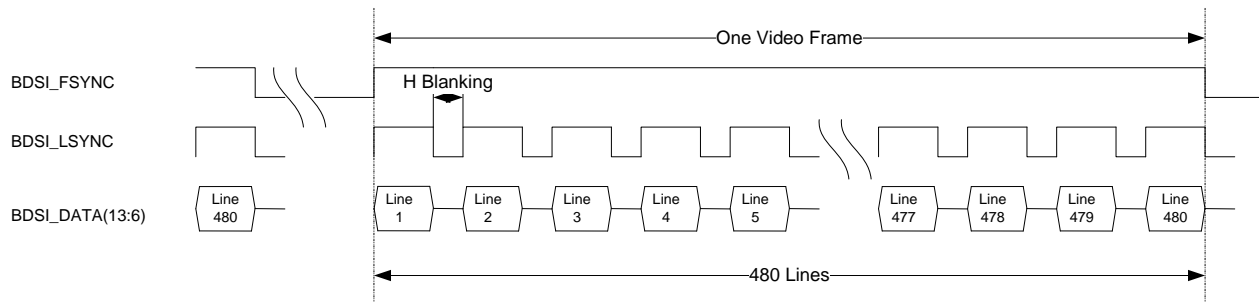 One Video Frame
BDSI_FSYNC
H Blanking
BDSI_LSYNC
BDSI_DATA(13:6)
Line 480
Line 1
Line 2
Line 3
Line 4
Line 5
Line 477
Line 478
Line 479
Line 480
480 Lines